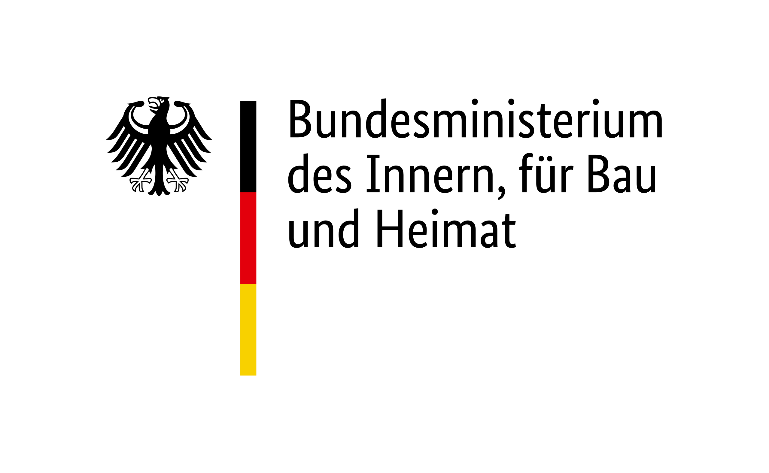 Bundesministerium
des Innern, für Bau
und Heimat